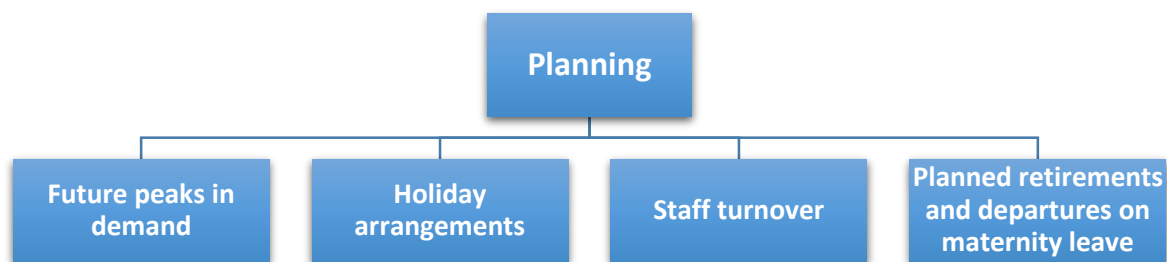 Planning
Future peaks in
demand
Holiday
arrangements
Staff turnover
Planned retirements
and departures on
maternity leave